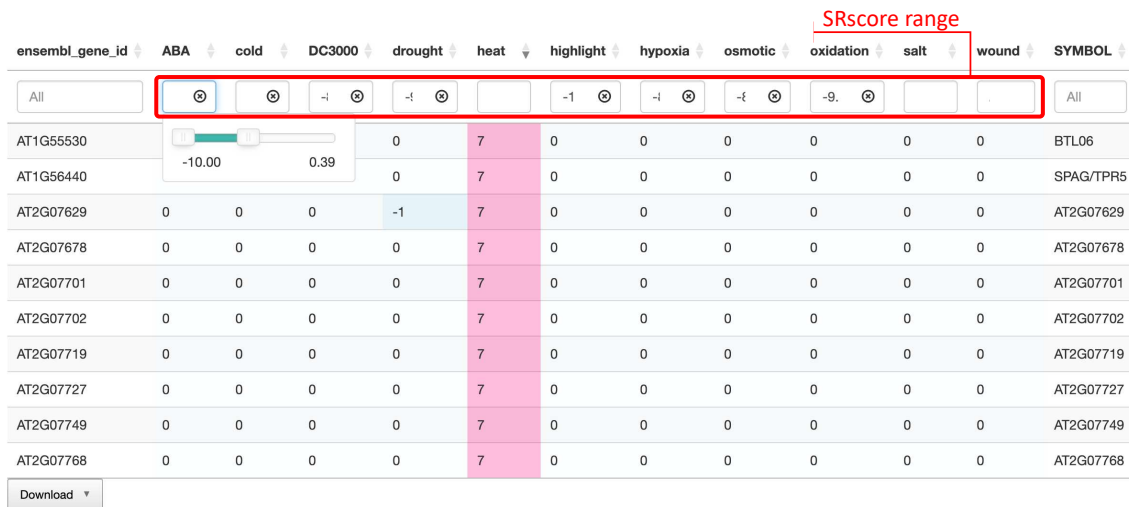 SRscore range
ensembl_gene_id ABA cold DC3000 drought heat highlight hypoxia osmotic oxidation salt wound SYMBOL
All -1 -9. All
AT1G55530 0 7 0 0 0 0 0 0 BTL06
-10.00 0.39
AT1G56440 0 7 0 0 0 0 0 0 SPAG/TPR5
AT2G07629 0 0 0 -1 7 0 0 0 0 0 0 AT2G07629
AT2G07678 0 0 0 0 7 0 0 0 0 0 0 AT2G07678
AT2G07701 0 0 0 0 7 0 0 0 0 0 0 AT2G07701
AT2G07702 0 0 0 0 7 0 0 0 0 0 0 AT2G07702
AT2G07719 0 0 0 0 7 0 0 0 0 0 0 AT2G07719
AT2G07727 0 0 0 0 7 0 0 0 0 0 0 AT2G07727
AT2G07749 0 0 0 0 7 0 0 0 0 0 0 AT2G07749
AT2G07768 0 0 0 0 7 0 0 0 0 0 0 AT2G07768
Download